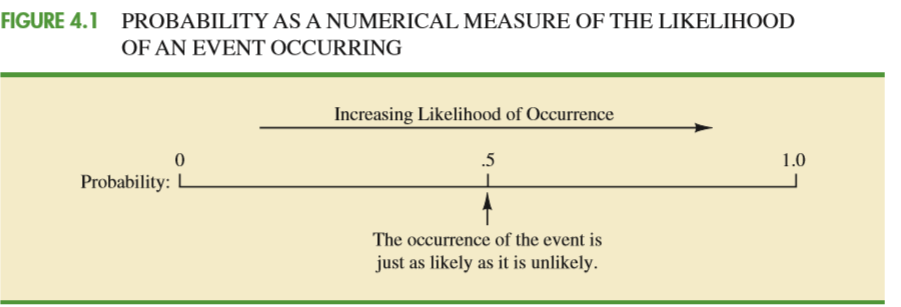 FIGURE 4.1 PROBABILITY AS A NUMERICAL MEASURE OF THE LIKELIHOOD
OF AN EVENT OCCURRING
Increasing Likelihood of Occurrence
0 .5 1.0
Probability:
The occurrence of the event is
just as likely as it is unlikely.